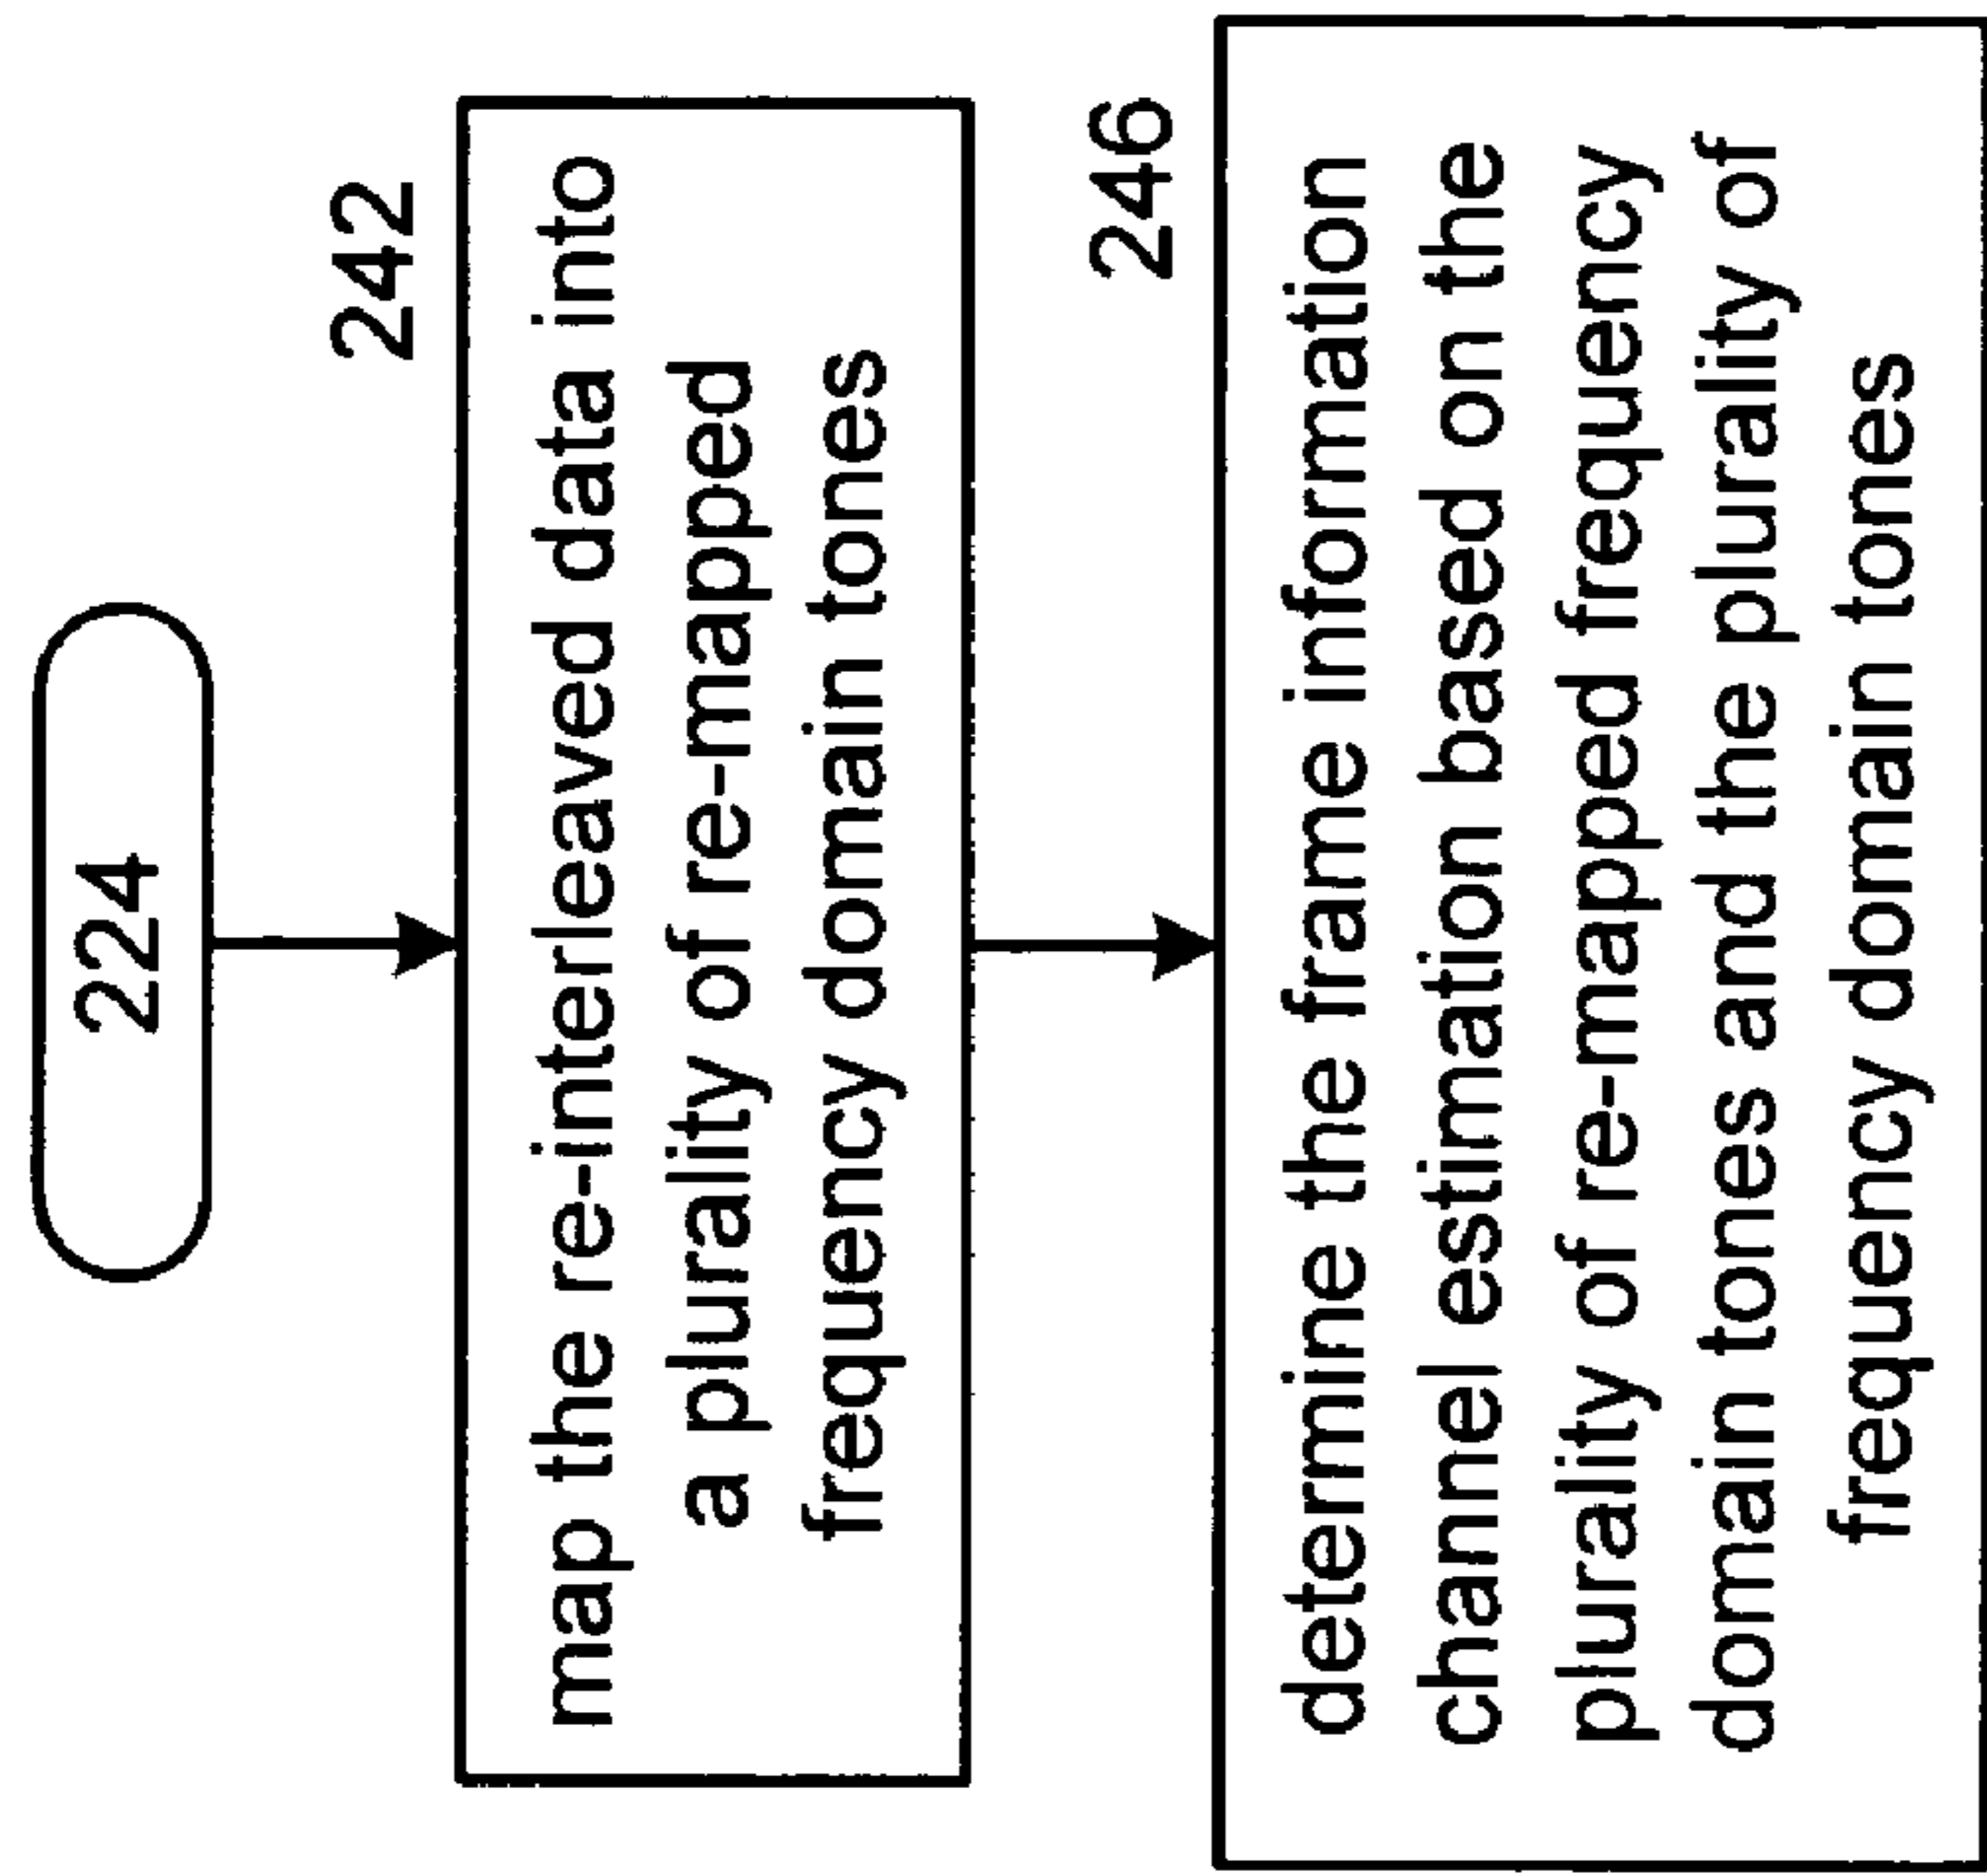 224
242
map the re-interleaved data into
a plurality of re-mapped
frequency domain tones
246
determine the frame information
channel estimation based on the
plurality of re-mapped frequency
domain tones and the plurality of
frequency domain tones